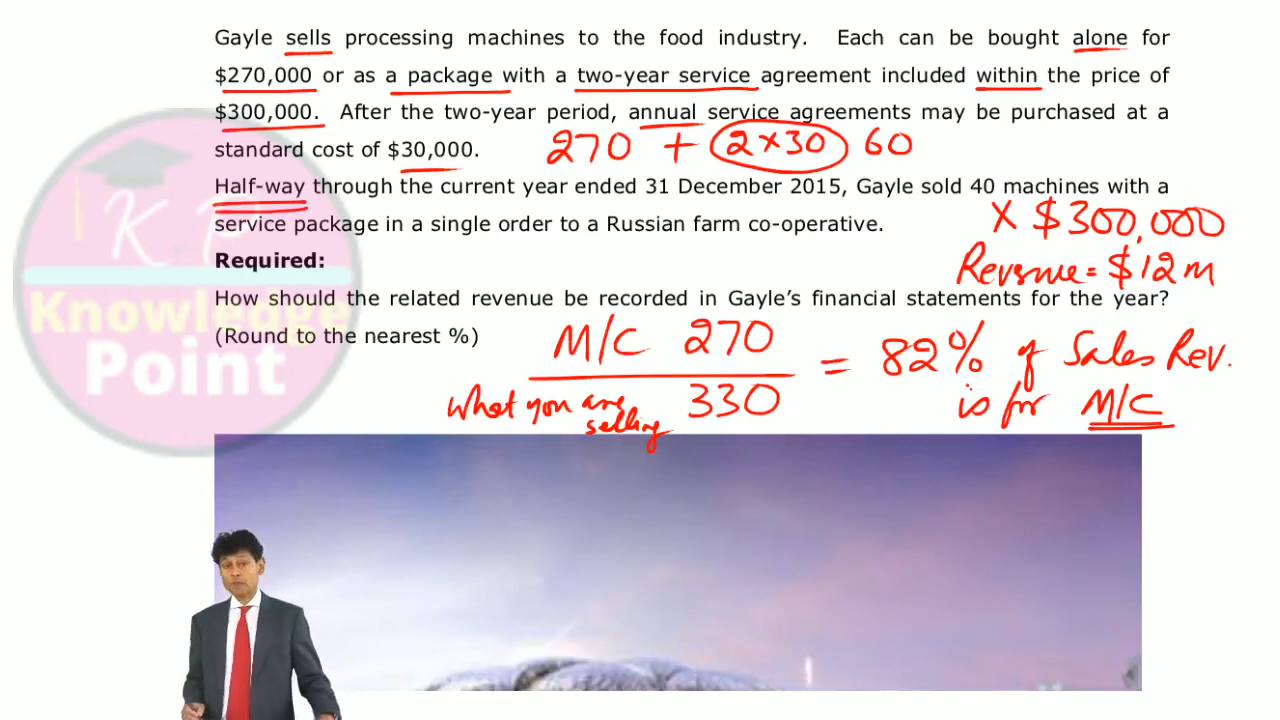 Gayle sells processing machines to the food industry. Each can be bought alone for
$270,000 or as a package with a two-year service agreement included within the price of
$300,000. After the two-year period, annual service agreements may be purchased at a
standard cost of $30,000.
270 + 2×30 60
Half-way through the current year ended 31 December 2015, Gayle sold 40 machines with a
service package in a single order to a Russian farm co-operative.
× $300,000
Required:
Revenue = $12m
How should the related revenue be recorded in Gayle's financial statements for the year?
(Round to the nearest %)
M/C 270
= 82% of Sales Rev.
what you are selling 330
is for M/C
K P
Knowledge
Point